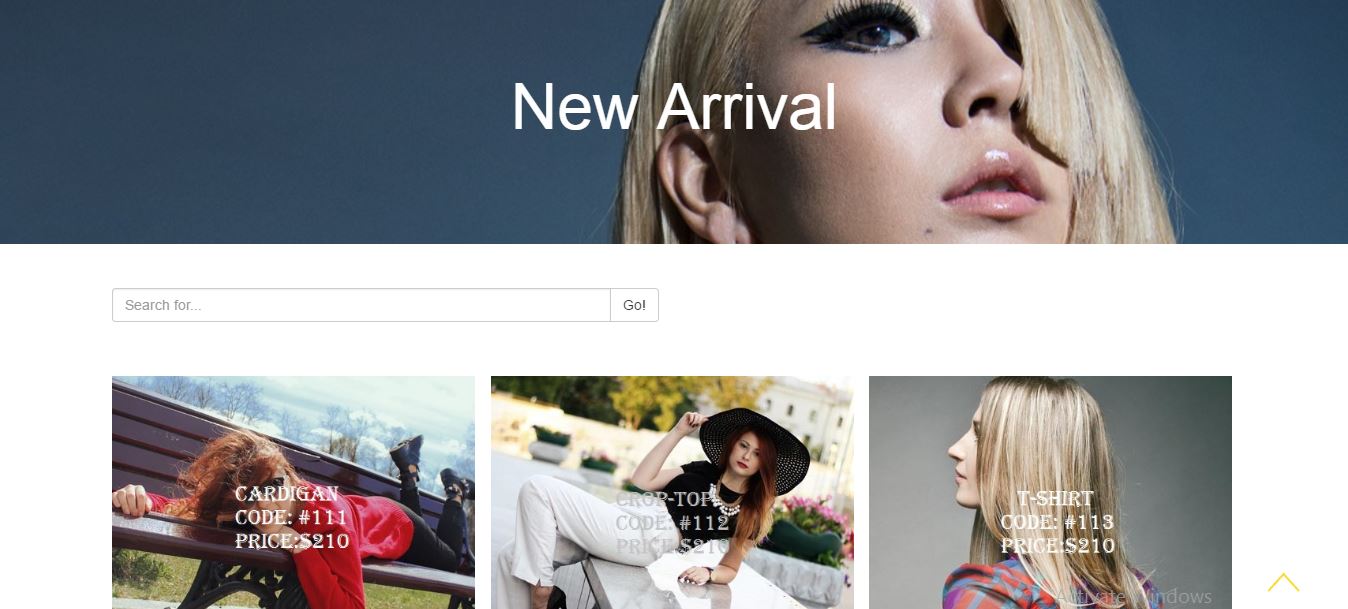 New Arrival
Search for...
Go!
CARDIGAN
CODE: #111
PRICE:$210
CROP-TOP
CODE: #112
PRICE:$210
T-SHIRT
CODE: #113
PRICE:$210
Activate Windows